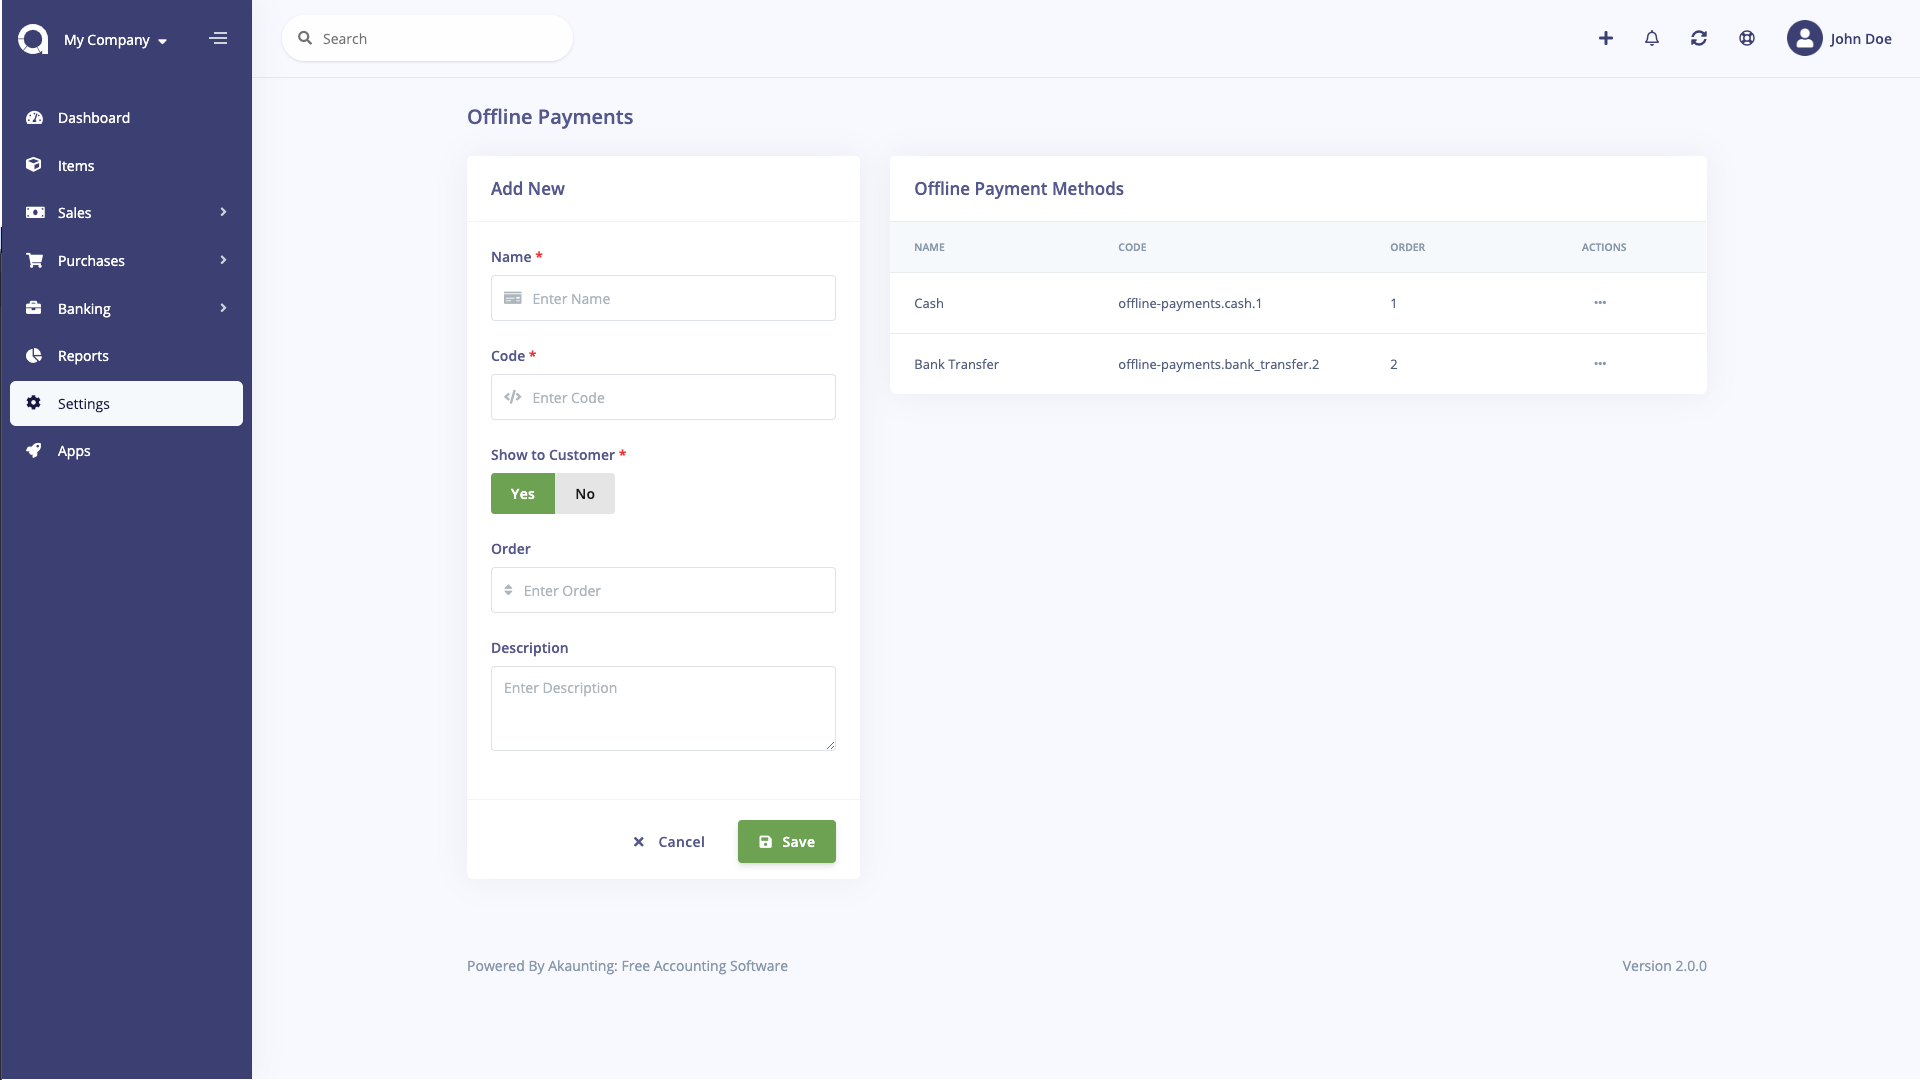 My Company
Search
John Doe
Dashboard
Items
Sales
Purchases
Banking
Reports
Settings
Apps
Offline Payments
Add New
Name *
Enter Name
Code *
Enter Code
Show to Customer *
Yes No
Order
Enter Order
Description
Enter Description
Cancel Save
Offline Payment Methods
NAME CODE ORDER ACTIONS
Cash offline-payments.cash.1 1
Bank Transfer offline-payments.bank_transfer.2 2
Powered By Akaunting: Free Accounting Software
Version 2.0.0